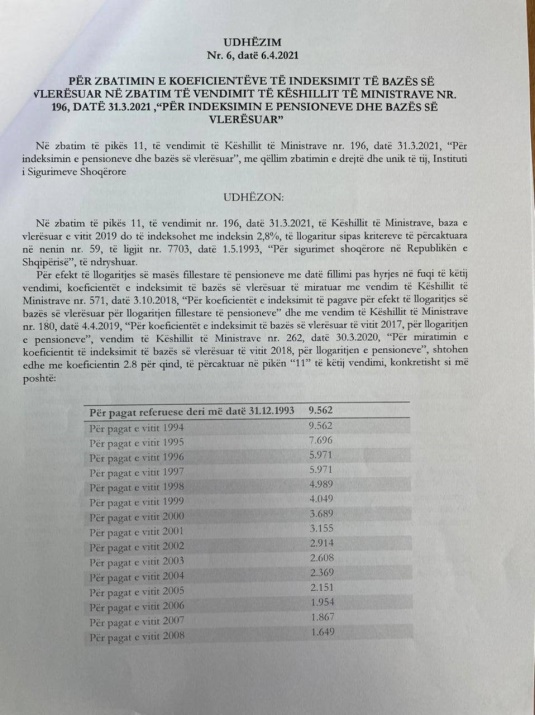 UDHËZIM
Nr. 6, datë 6.4.2021
PËR ZBATIMIN E KOEFICIENTËVE TË INDEKSIMIT TË BAZËS SË
VLERËSUAR NË ZBATIM TË VENDIMIT TË KËSHILLIT TË MINISTRAVE NR.
196, DATË 31.3.2021 ,“PËR INDEKSIMIN E PENSIONEVE DHE BAZËS SË
VLERËSUAR”
Në zbatim të pikës 11, të vendimit të Këshillit të Ministrave nr. 196, datë 31.3.2021, “Për
indeksimin e pensioneve dhe bazës së vlerësuar”, me qëllim zbatimin e drejtë dhe unik të tij, Instituti
i Sigurimeve Shoqërore
UDHËZON:
Në zbatim të pikës 11, të vendimit nr. 196, datë 31.3.2021, të Këshillit të Ministrave, baza e
vlerësuar e vitit 2019 do të indeksohet me indeksin 2,8%, të llogaritur sipas kritereve të përcaktuara
në nenin nr. 59, të ligjit nr. 7703, datë 1.5.1993, “Për sigurimet shoqërore në Republikën e
Shqipërisë”, të ndryshuar.
Për efekt të llogaritjes së masës fillestare të pensioneve me datë fillimi pas hyrjes në fuqi të këtij
vendimi, koeficientët e indeksimit të bazës së vlerësuar të miratuar me vendim të Këshillit të
Ministrave nr. 571, datë 3.10.2018, “Për koeficientët e indeksimit të pagave për efekt të llogaritjes së
bazës së vlerësuar për llogaritjen fillestare të pensioneve” dhe me vendim të Këshillit të Ministrave
nr. 180, datë 4.4.2019, “Për koeficientët e indeksimit të bazës së vlerësuar të vitit 2017, për llogaritjen
e pensioneve”, vendim të Këshillit të Ministrave nr. 262, datë 30.3.2020, “Për miratimin e
koeficientit të indeksimit të bazës së vlerësuar të vitit 2018, për llogaritjen e pensioneve”, shtohen
edhe me koeficientin 2.8 për qind, të përcaktuar në pikën “11” të këtij vendimi, konkretisht si më
poshtë:
Për pagat referuese deri më datë 31.12.1993 9.562
Për pagat e vitit 1994 9.562
Për pagat e vitit 1995 7.696
Për pagat e vitit 1996 5.971
Për pagat e vitit 1997 5.971
Për pagat e vitit 1998 4.989
Për pagat e vitit 1999 4.049
Për pagat e vitit 2000 3.689
Për pagat e vitit 2001 3.155
Për pagat e vitit 2002 2.914
Për pagat e vitit 2003 2.608
Për pagat e vitit 2004 2.369
Për pagat e vitit 2005 2.151
Për pagat e vitit 2006 1.954
Për pagat e vitit 2007 1.867
Për pagat e vitit 2008 1.649